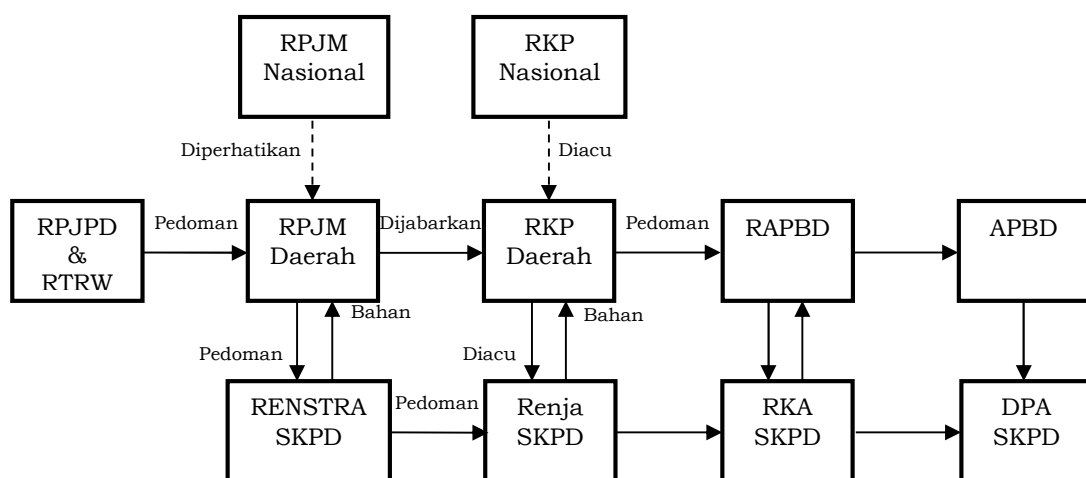 RPJM
Nasional
RKP
Nasional
Diperhatikan
Diacu
RPJPD
&
RTRW
Pedoman
RPJM
Daerah
Dijabarkan
RKP
Daerah
Pedoman
RAPBD
APBD
Bahan
Bahan
Pedoman
Diacu
RENSTRA
SKPD
Pedoman
Renja
SKPD
RKA
SKPD
DPA
SKPD